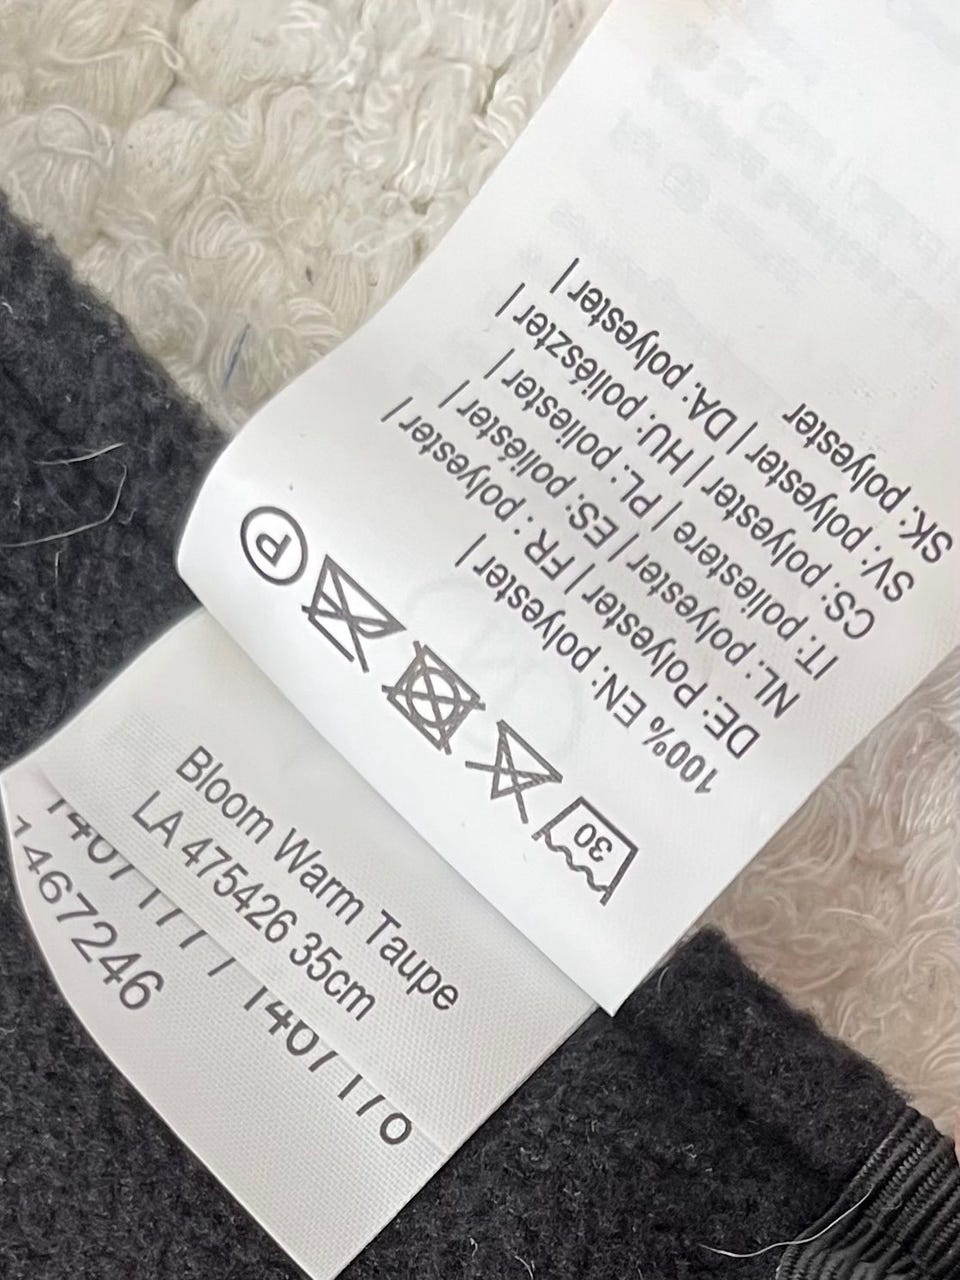 100% EN: polyester |
DE: Polyester | FR : polyester |
NL: polyester | ES: poliéster |
IT: poliestere | PL: poliester |
CS: polyester | HU: poliészter |
SV: polyester | DA: polyester |
SK: polyester
30
P
Bloom Warm Taupe
LA 475426 35cm
1467246